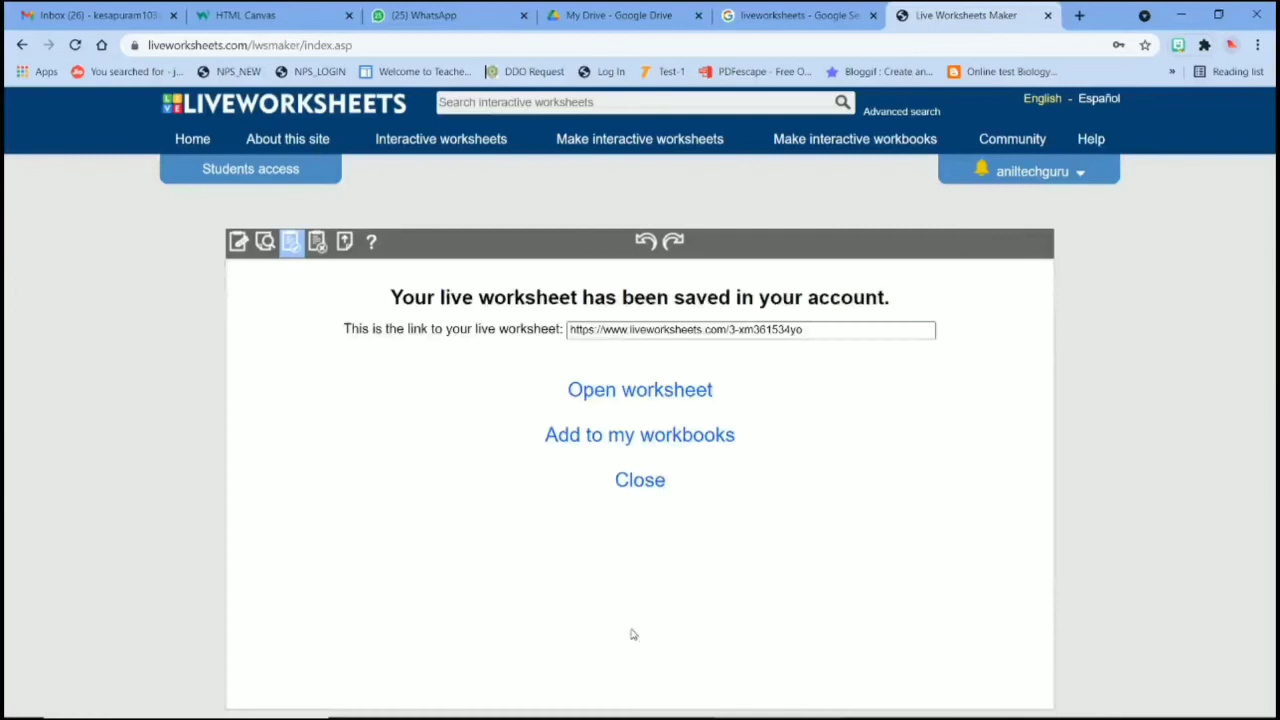 Inbox (26) - kesapuram103
HTML Canvas
(25) WhatsApp
My Drive - Google Drive
liveworksheets - Google Se
Live Worksheets Maker
liveworksheets.com/lwsmaker/index.asp
Apps
You searched for - j...
NPS_NEW
NPS_LOGIN
Welcome to Teache...
DDO Request
Log In
Test-1
PDFescape - Free O...
Bloggif : Create an...
Online test Biology...
»
Reading list
LIVEWORKSHEETS
Search interactive worksheets
Advanced search
English - Español
Home
About this site
Interactive worksheets
Make interactive worksheets
Make interactive workbooks
Community
Help
Students access
aniltechguru
?
Your live worksheet has been saved in your account.
This is the link to your live worksheet: https://www.liveworksheets.com/3-xm361534yo
Open worksheet
Add to my workbooks
Close